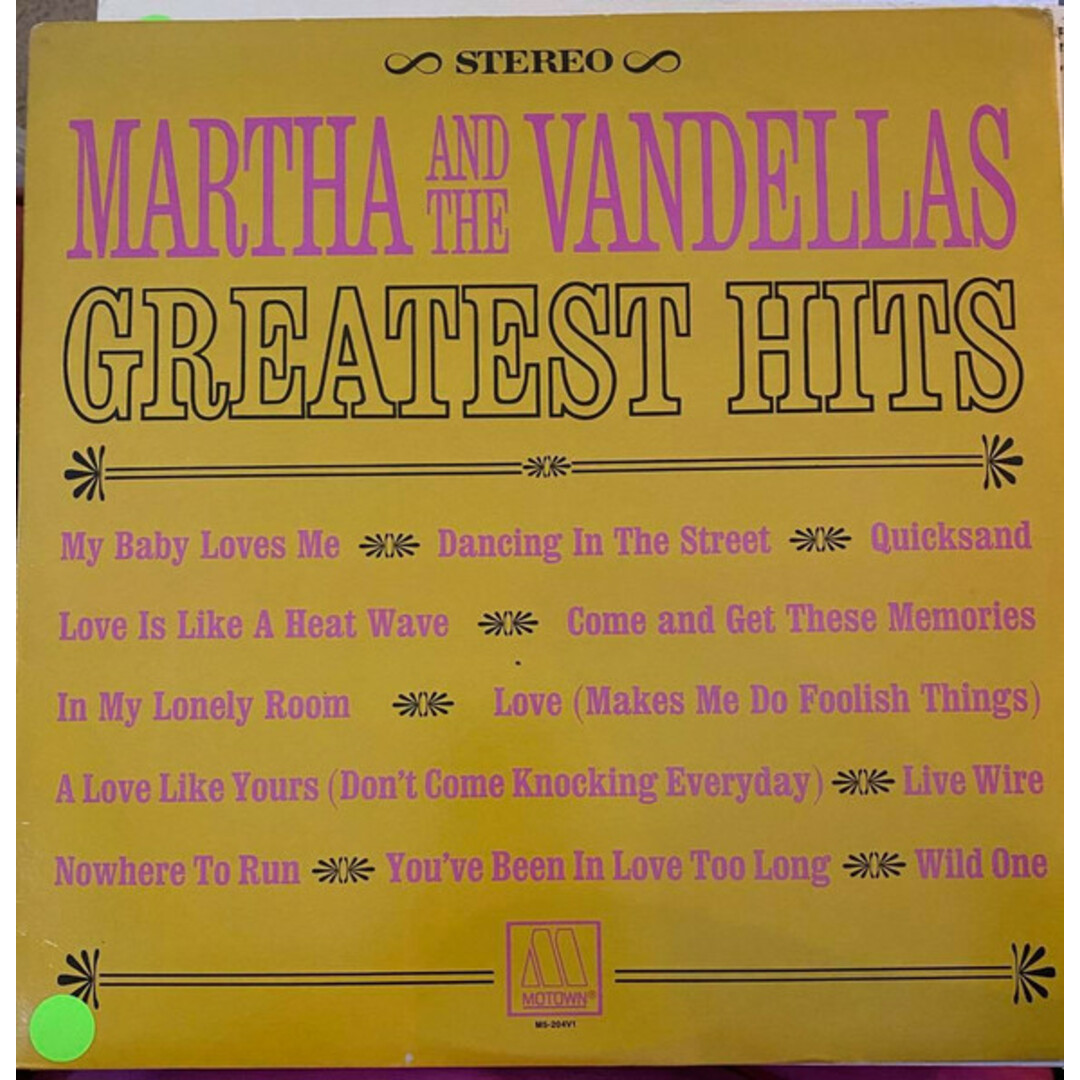 STEREO
MARTHA AND THE VANDELLAS
GREATEST HITS
My Baby Loves Me Dancing In The Street Quicksand
Love Is Like A Heat Wave Come and Get These Memories
In My Lonely Room Love (Makes Me Do Foolish Things)
A Love Like Yours (Don't Come Knocking Everyday) Live Wire
Nowhere To Run You've Been In Love Too Long Wild One
M
MOTOWN®
M5-204V1